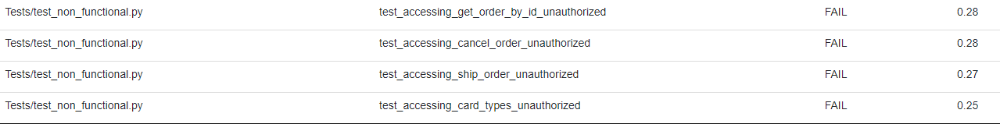 Tests/test_non_functional.py test_accessing_get_order_by_id_unauthorized FAIL 0.28
Tests/test_non_functional.py test_accessing_cancel_order_unauthorized FAIL 0.28
Tests/test_non_functional.py test_accessing_ship_order_unauthorized FAIL 0.27
Tests/test_non_functional.py test_accessing_card_types_unauthorized FAIL 0.25